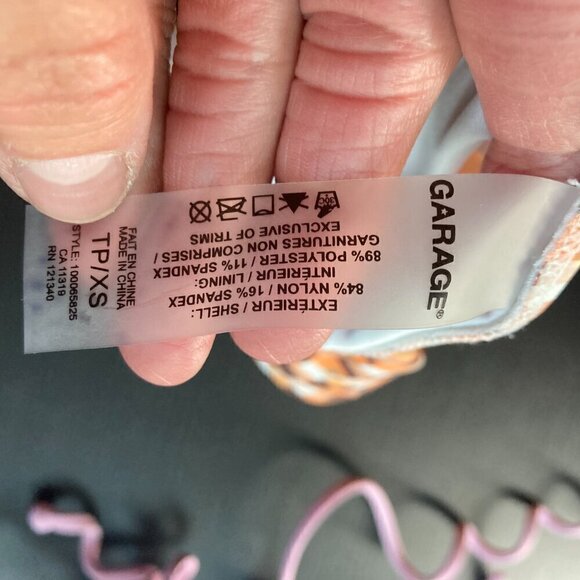 GARAGE®
EXTÉRIEUR / SHELL:
84% NYLON / 16% SPANDEX
INTÉRIEUR / LINING:
89% POLYESTER / 11% SPANDEX
GARNITURES NON COMPRISES /
EXCLUSIVE OF TRIMS
FAIT EN CHINE
MADE IN CHINA
TP/XS
STYLE: 100065825
CA 11319
RN 121340